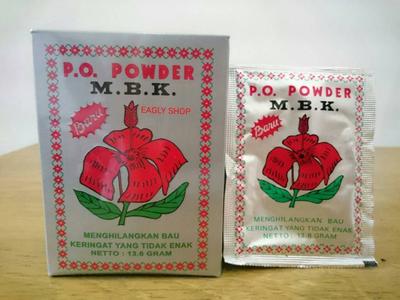 P.O. POWDER
M.B.K.
EAGLY SHOP
Baru
MENGHILANGKAN BAU
KERINGAT YANG TIDAK ENAK
NETTO : 13.6 GRAM
P.O. POWDER
M.B.K.
Baru
MENGHILANGKAN BAU
KERINGAT YANG TIDAK ENAK
NETTO : 13.6 GRAM